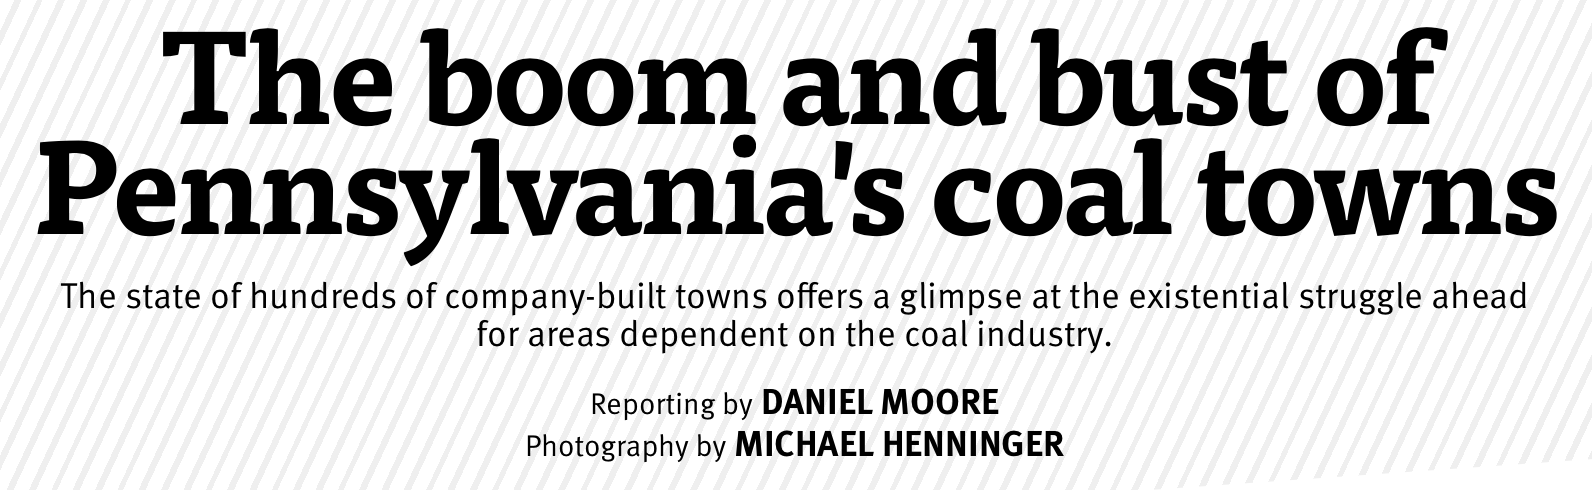 The boom and bust of
Pennsylvania's coal towns
The state of hundreds of company-built towns offers a glimpse at the existential struggle ahead
for areas dependent on the coal industry.
Reporting by DANIEL MOORE
Photography by MICHAEL HENNINGER